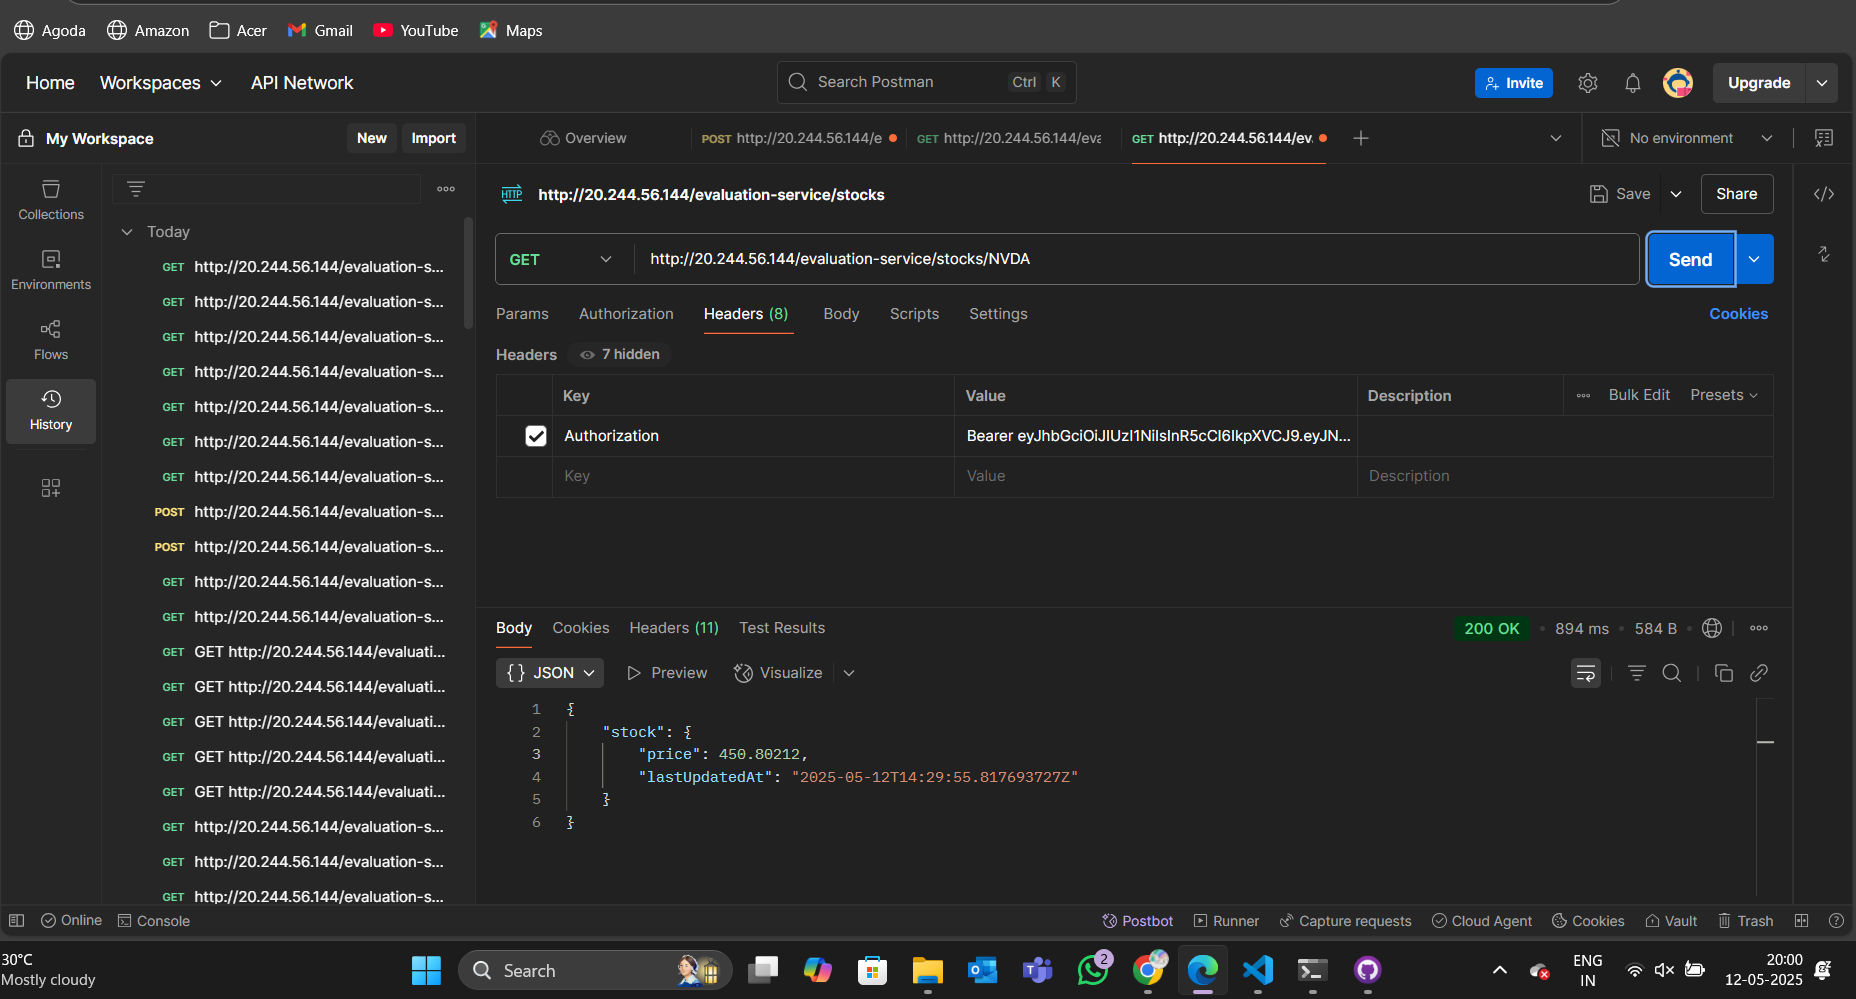 Agoda Amazon Acer Gmail YouTube Maps
Home Workspaces API Network Search Postman Ctrl K Invite Upgrade
My Workspace New Import Overview POST http://20.244.56.144/e GET http://20.244.56.144/eva GET http://20.244.56.144/ev. No environment
Collections
Environments
Flows
History
Today
GET http://20.244.56.144/evaluation-s...
GET http://20.244.56.144/evaluation-s...
GET http://20.244.56.144/evaluation-s...
GET http://20.244.56.144/evaluation-s...
GET http://20.244.56.144/evaluation-s...
GET http://20.244.56.144/evaluation-s...
GET http://20.244.56.144/evaluation-s...
POST http://20.244.56.144/evaluation-s...
POST http://20.244.56.144/evaluation-s...
GET http://20.244.56.144/evaluation-s...
GET http://20.244.56.144/evaluation-s...
GET GET http://20.244.56.144/evaluati...
GET GET http://20.244.56.144/evaluati...
GET GET http://20.244.56.144/evaluati...
GET GET http://20.244.56.144/evaluati...
GET GET http://20.244.56.144/evaluati...
GET http://20.244.56.144/evaluation-s...
GET http://20.244.56.144/evaluation-s...
GET http://20.244.56.144/evaluation-s...
HTTP http://20.244.56.144/evaluation-service/stocks Save Share
GET http://20.244.56.144/evaluation-service/stocks/NVDA Send
Params Authorization Headers (8) Body Scripts Settings Cookies
Headers 7 hidden
Key Value Description Bulk Edit Presets
Authorization Bearer eyJhbGciOiJIUzI1NiIsInR5cCI6IkpXVCJ9.eyJN...
Key Value Description
Body Cookies Headers (11) Test Results 200 OK 894 ms 584 B
{} JSON Preview Visualize
1 {
2 "stock": {
3 "price": 450.80212,
4 "lastUpdatedAt": "2025-05-12T14:29:55.817693727Z"
5 }
6 }
Online Console Postbot Runner Capture requests Cloud Agent Cookies Vault Trash
30°C
Mostly cloudy
Search
2
ENG
IN
20:00
12-05-2025